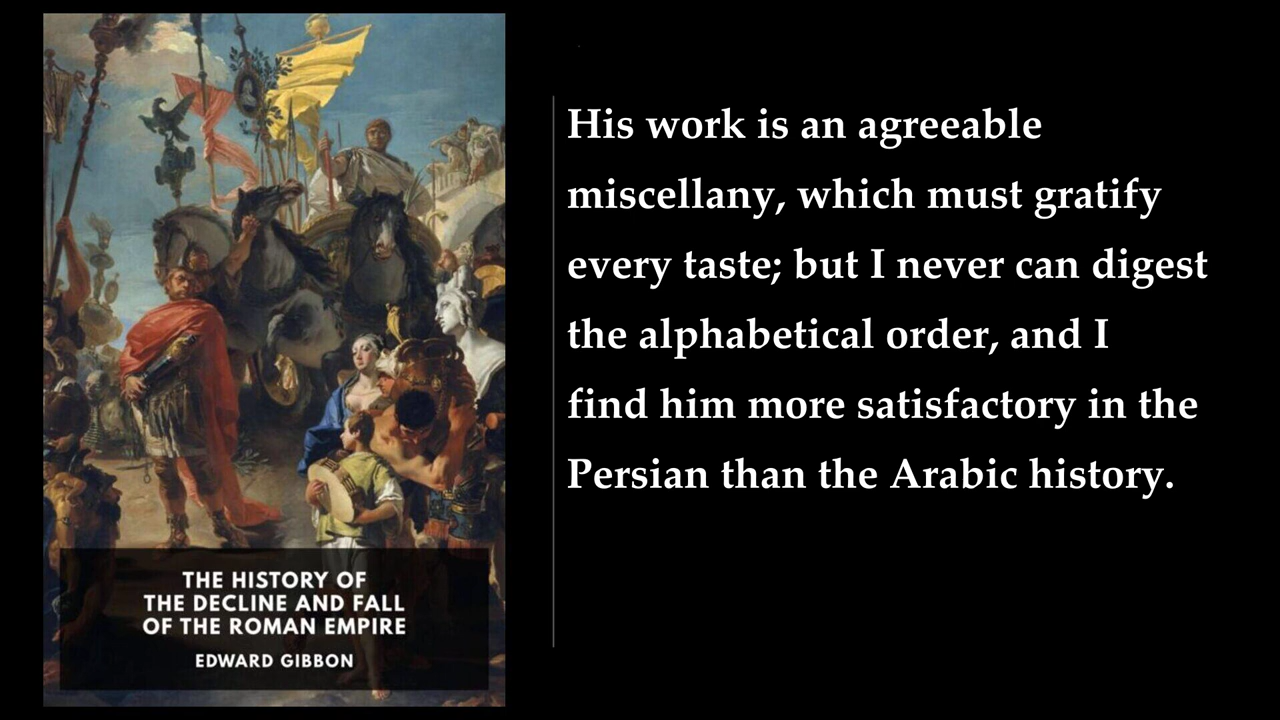 THE HISTORY OF
THE DECLINE AND FALL
OF THE ROMAN EMPIRE
EDWARD GIBBON
His work is an agreeable
miscellany, which must gratify
every taste; but I never can digest
the alphabetical order, and I
find him more satisfactory in the
Persian than the Arabic history.